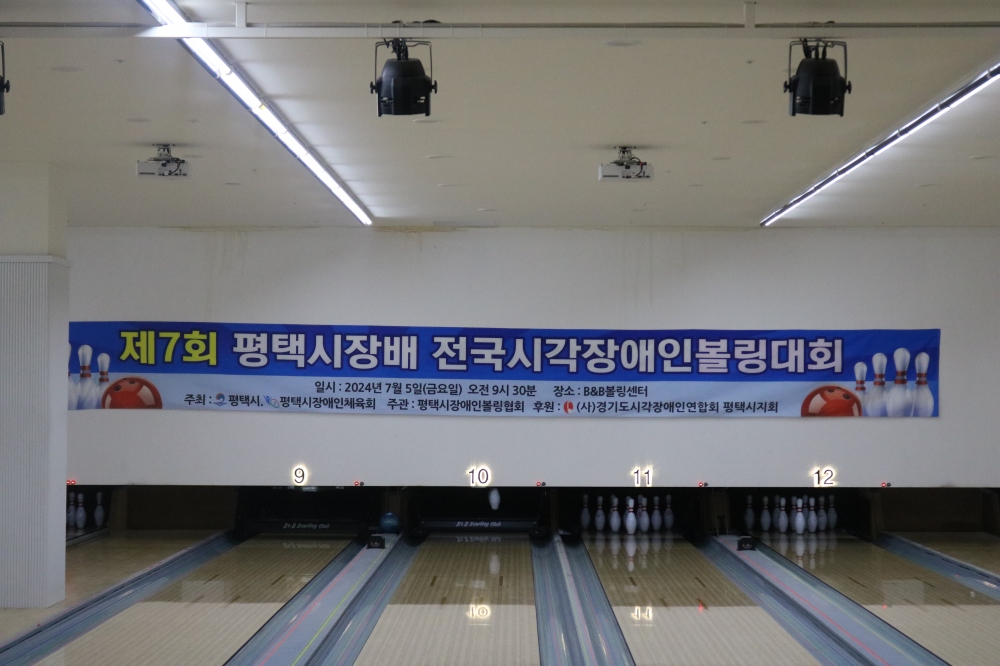 제7회 평택시장배 전국시각장애인볼링대회
일시 : 2024년 7월 5일(금요일) 오전 9시 30분 장소 : B&B볼링센터
주최 : 평택시. 평택시장애인체육회 주관 : 평택시장애인볼링협회 후원 : (사)경기도시각장애인연합회 평택시지회
9 10 11 12